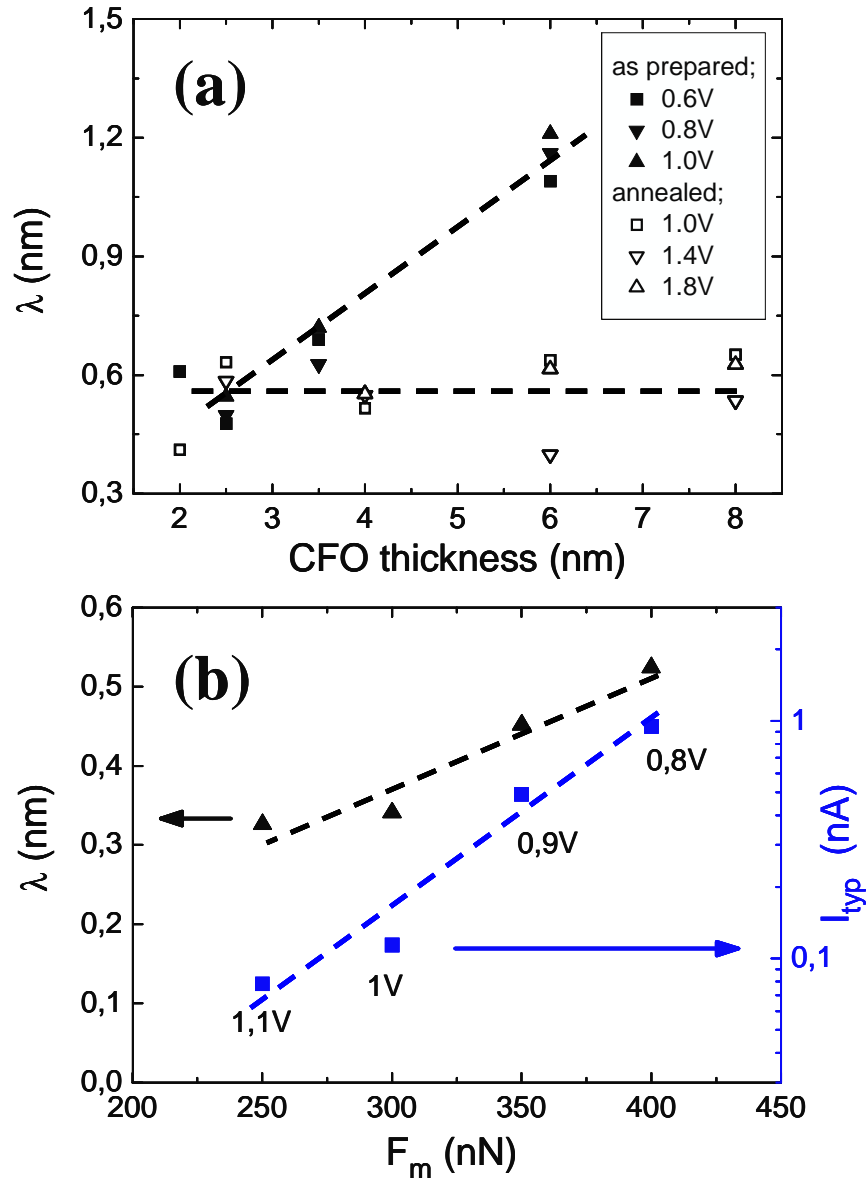 (a)
1,5
1,2
0,9
0,6
0,3
λ (nm)
as prepared;
0.6V
0.8V
1.0V
annealed;
1.0V
1.4V
1.8V
2 3 4 5 6 7 8
CFO thickness (nm)
(b)
0,6
0,5
0,4
0,3
0,2
0,1
0,0
λ (nm)
1
0,1
I_typ (nA)
0,8V
0,9V
1V
1,1V
200 250 300 350 400 450
F_m (nN)